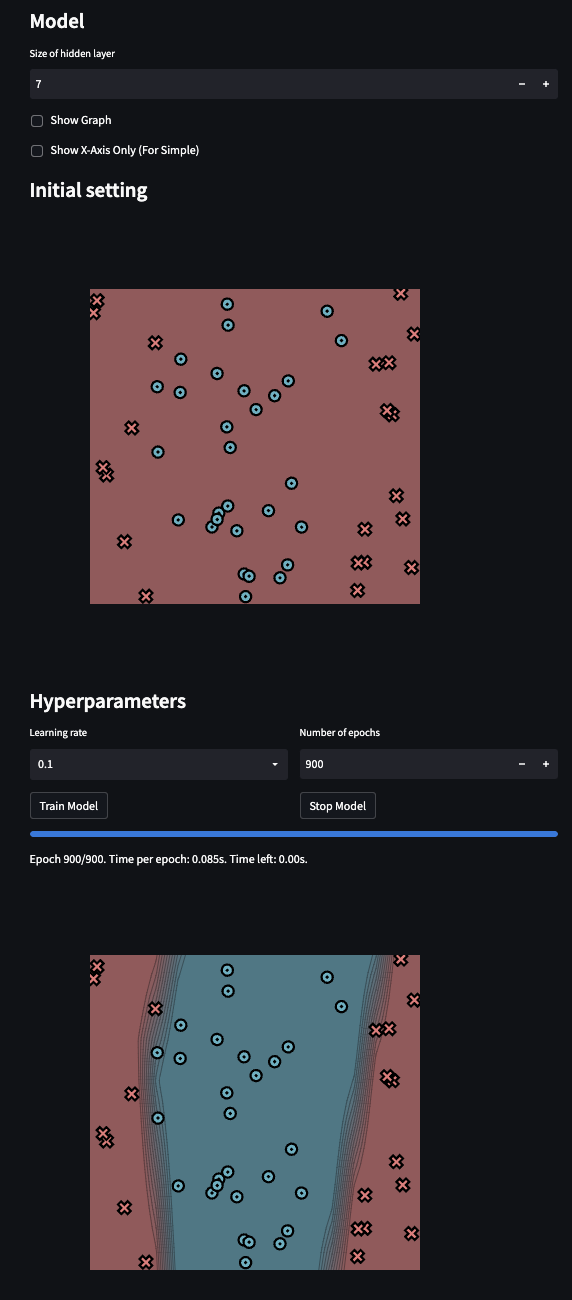 Model
Size of hidden layer
7
Show Graph
Show X-Axis Only (For Simple)
Initial setting
Hyperparameters
Learning rate
Number of epochs
0.1
900
Train Model
Stop Model
Epoch 900/900. Time per epoch: 0.085s. Time left: 0.00s.